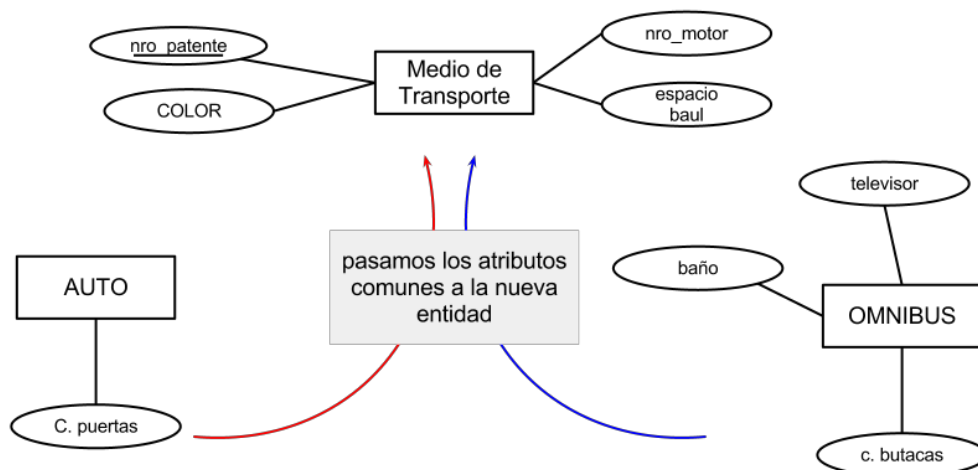 nro_patente
COLOR
Medio de
Transporte
nro_motor
espacio
baul
televisor
baño
AUTO
pasamos los atributos
comunes a la nueva
entidad
OMNIBUS
C. puertas
c. butacas